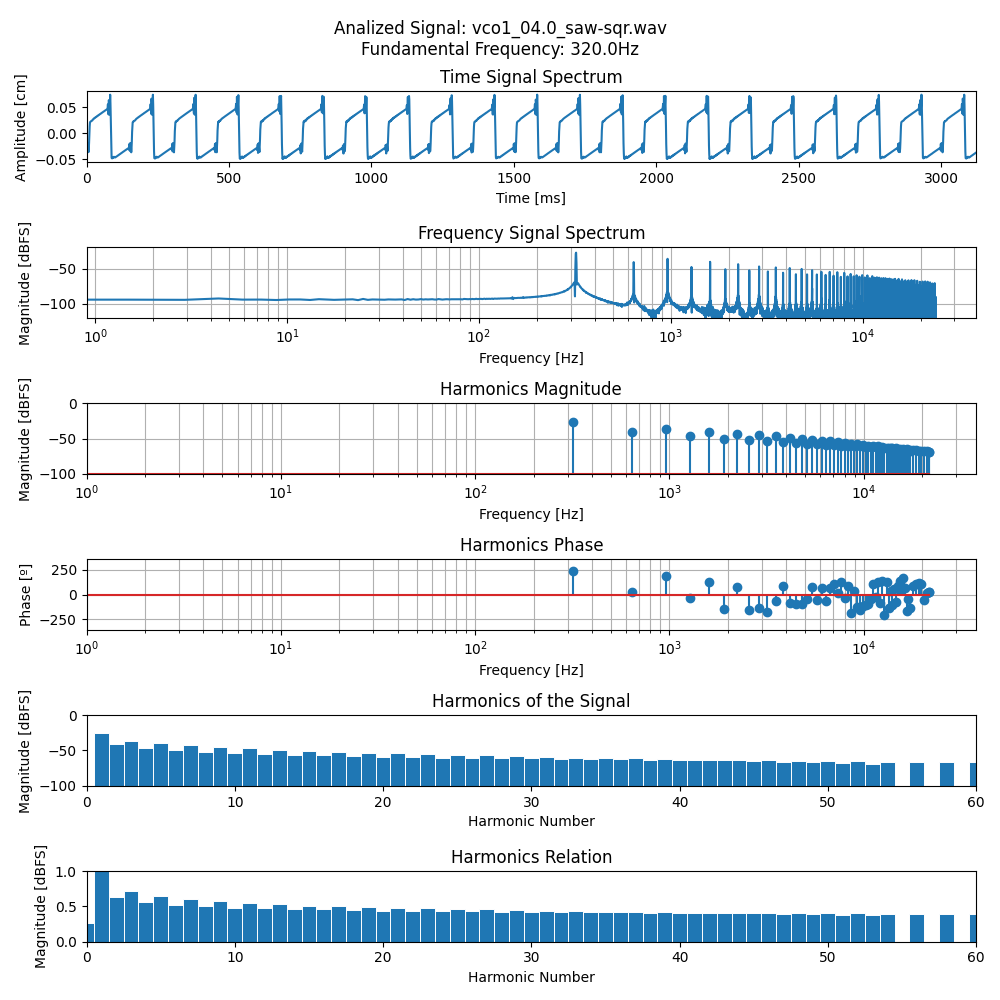 Analized Signal: vco1_04.0_saw-sqr.wav
Fundamental Frequency: 320.0Hz
Time Signal Spectrum
Amplitude [cm]
0.05
0.00
−0.05
0 500 1000 1500 2000 2500 3000
Time [ms]
Frequency Signal Spectrum
Magnitude [dBFS]
−50
−100
10⁰ 10¹ 10² 10³ 10⁴
Frequency [Hz]
Harmonics Magnitude
Magnitude [dBFS]
0
−50
−100
10⁰ 10¹ 10² 10³ 10⁴
Frequency [Hz]
Harmonics Phase
Phase [º]
250
0
−250
10⁰ 10¹ 10² 10³ 10⁴
Frequency [Hz]
Harmonics of the Signal
Magnitude [dBFS]
0
−50
−100
0 10 20 30 40 50 60
Harmonic Number
Harmonics Relation
Magnitude [dBFS]
1.0
0.5
0.0
0 10 20 30 40 50 60
Harmonic Number